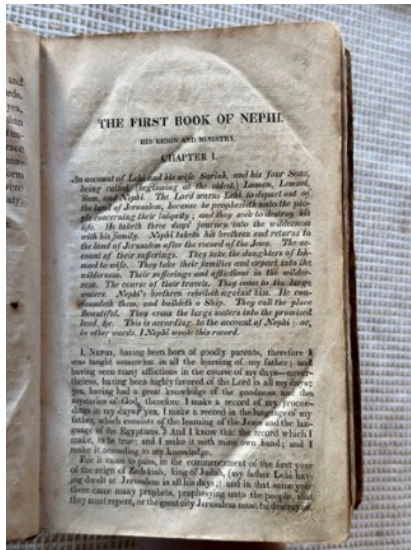 and
yes,
than
THE FIRST BOOK OF NEPHI.
HIS REIGN AND MINISTRY.
CHAPTER I.
An account of Lehi and his wife Sariah, and his four Sons,
being called, (beginning at the eldest,) Laman, Lemuel,
Sam, and Nephi. The Lord warns Lehi to depart out of
the land of Jerusalem, because he prophesieth unto the peo-
ple concerning their iniquity; and they seek to destroy his
life. He taketh three days' journey into the wilderness
with his family. Nephi taketh his brethren and returns to
the land of Jerusalem after the record of the Jews. The ac-
count of their sufferings. They take the daughters of Ish-
mael to wife. They take their families and depart into the
wilderness. Their sufferings and afflictions in the wilder-
ness. The course of their travels. They come to the large
waters. Nephi's brethren rebelleth against him. He con-
foundeth them, and buildeth a Ship. They call the place
Bountiful. They cross the large waters into the promised
land, &c. This is according to the account of Nephi; or,
in other words, I Nephi wrote this record.
I, NEPHI, having been born of goodly parents, therefore I
was taught somewhat in all the learning of my father; and
having seen many afflictions in the course of my days—never-
theless, having been highly favored of the Lord in all my days;
yea, having had a great knowledge of the goodness and the
mysteries of God, therefore I make a record of my proceed-
ings in my days; yea, I make a record in the language of my
father, which consists of the learning of the Jews and the lan-
guage of the Egyptians. And I know that the record which I
make, to be true; and I make it with mine own hand; and I
make it according to my knowledge.
For it came to pass, in the commencement of the first year
of the reign of Zedekiah, king of Judah, (my father Lehi hav-
ing dwelt at Jerusalem in all his days;) and in that same year
there came many prophets, prophesying unto the people, that
they must repent, or the great city Jerusalem must be destroyed.